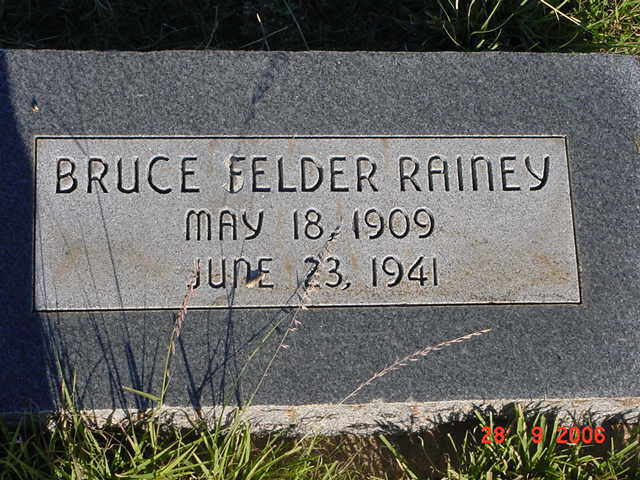 BRUCE FELDER RAINEY
MAY 18, 1909
JUNE 23, 1941
28 9 2006